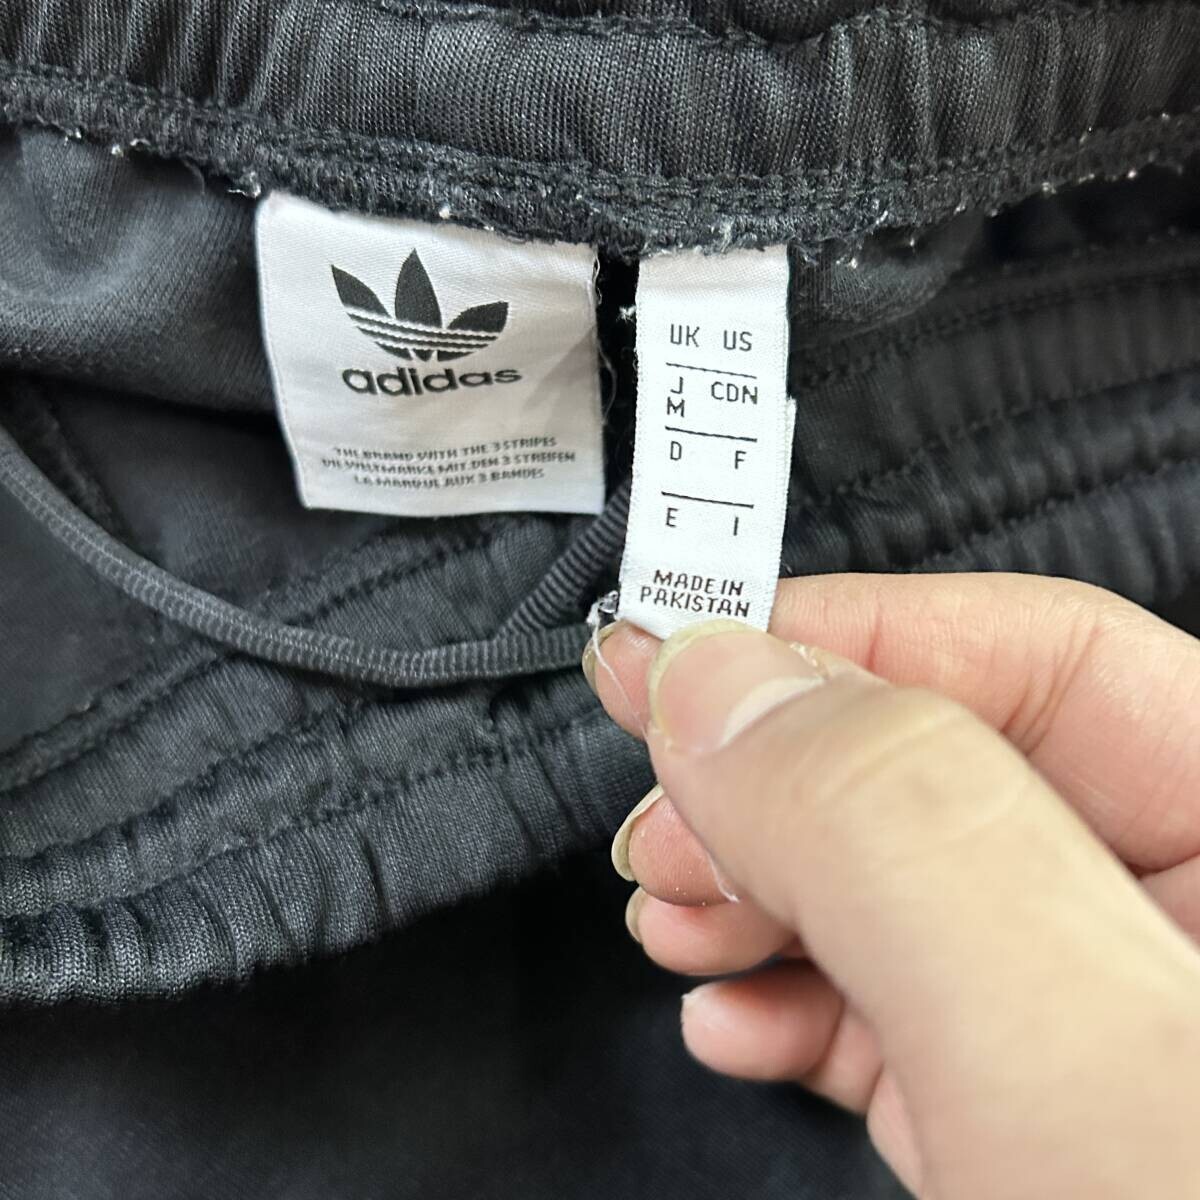 adidas
THE BRAND WITH THE 3 STRIPES
DIE WELTMARKE MIT DEN 3 STREIFEN
LA MARQUE AUX 3 BANDES
UK US
J CDN
M
D F
E I
MADE IN
PAKISTAN